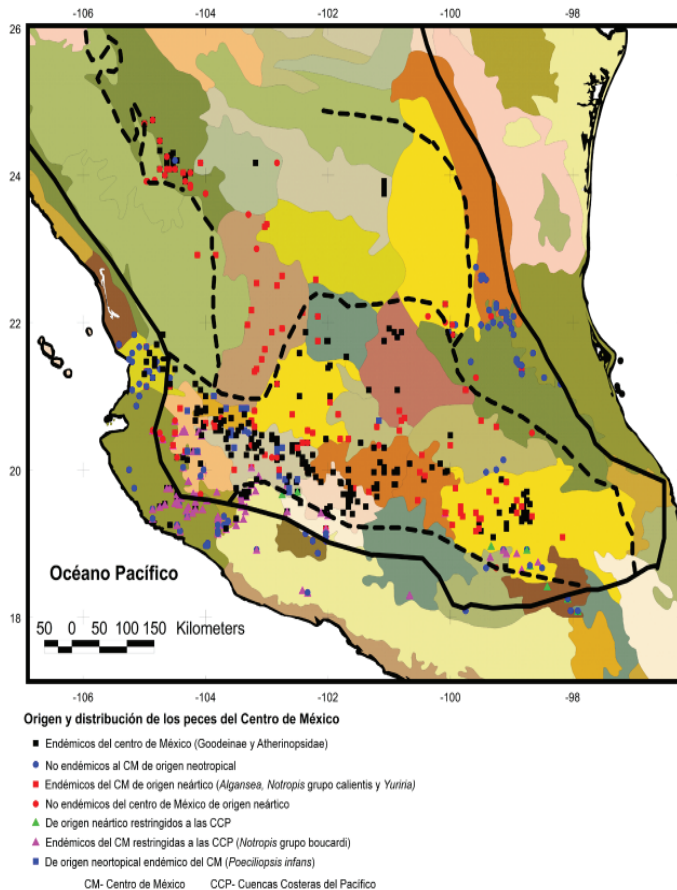 -106 -104 -102 -100 -98
26
24
22
20
18
Océano Pacífico
50 0 50 100 150 Kilometers
-106 -104 -102 -100 -98
Origen y distribución de los peces del Centro de México
Endémicos del centro de México (Goodeinae y Atherinopsidae)
No endémicos al CM de origen neotropical
Endémicos del CM de origen neártico (Algansea, Notropis grupo calientis y Yuriria)
No endémicos del centro de México de origen neártico
De origen neártico restringidos a las CCP
Endémicos del CM restringidas a las CCP (Notropis grupo boucardi)
De origen neortopical endémico del CM (Poeciliopsis infans)
CM- Centro de México CCP- Cuencas Costeras del Pacífico